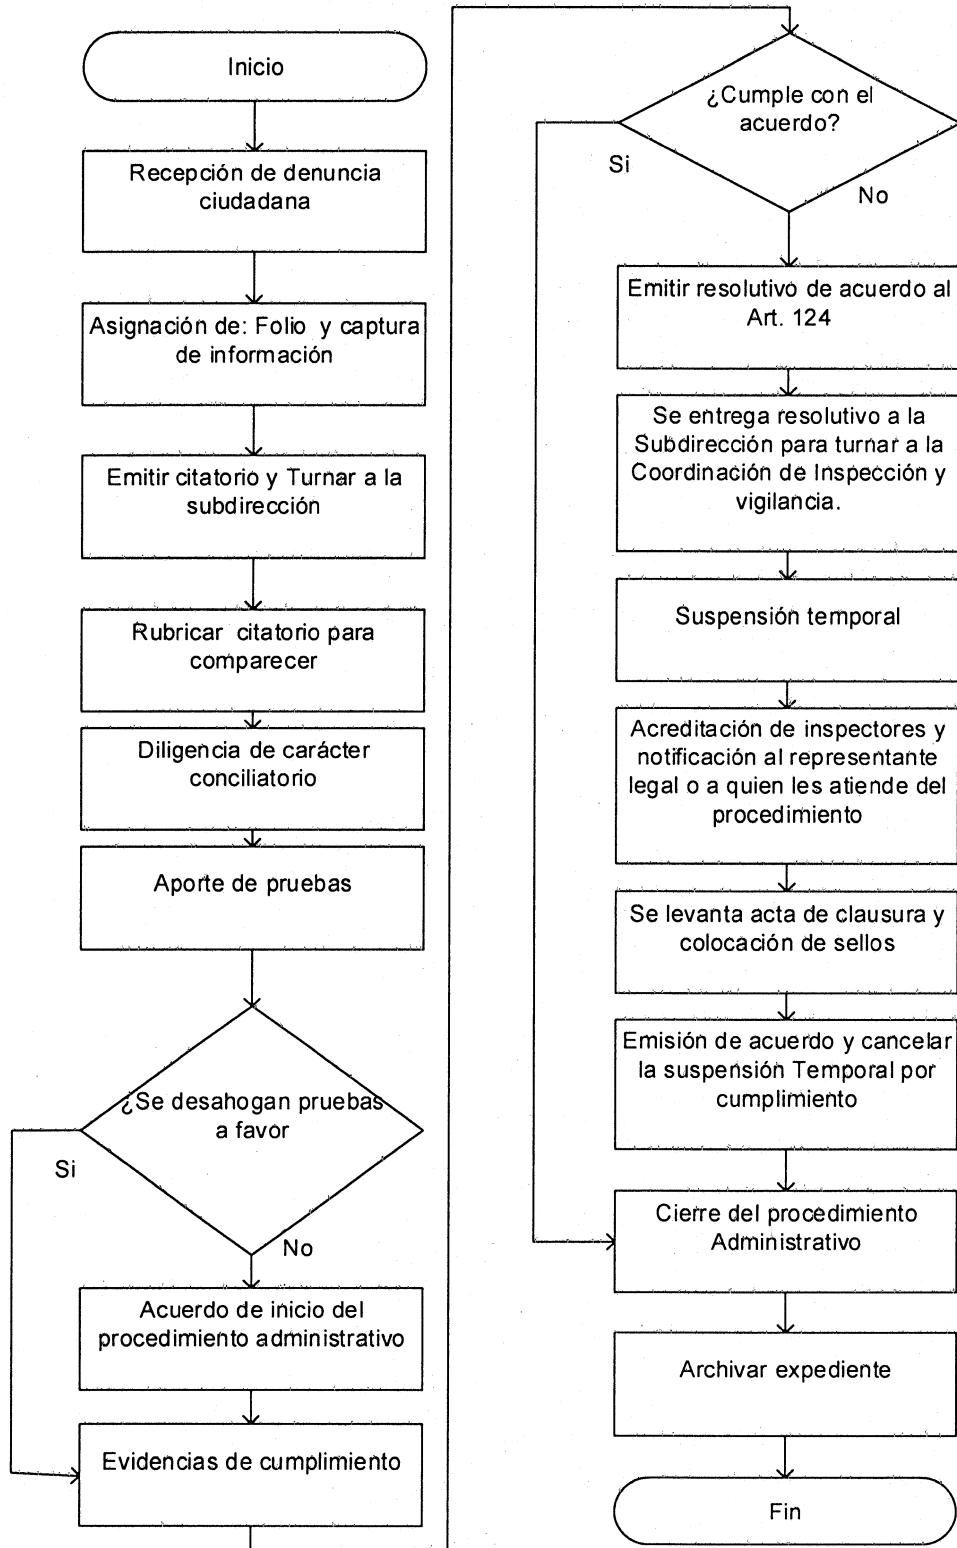 Inicio
Recepción de denuncia
ciudadana
Asignación de: Folio y captura
de información
Emitir citatorio y Turnar a la
subdirección
Rubricar citatorio para
comparecer
Diligencia de carácter
conciliatorio
Aporte de pruebas
¿Se desahogan pruebas
a favor
Si
No
Acuerdo de inicio del
procedimiento administrativo
Evidencias de cumplimiento
¿Cumple con el
acuerdo?
Si
No
Emitir resolutivo de acuerdo al
Art. 124
Se entrega resolutivo a la
Subdirección para turnar a la
Coordinación de Inspección y
vigilancia.
Suspensión temporal
Acreditación de inspectores y
notificación al representante
legal o a quien les atiende del
procedimiento
Se levanta acta de clausura y
colocación de sellos
Emisión de acuerdo y cancelar
la suspensión Temporal por
cumplimiento
Cierre del procedimiento
Administrativo
Archivar expediente
Fin